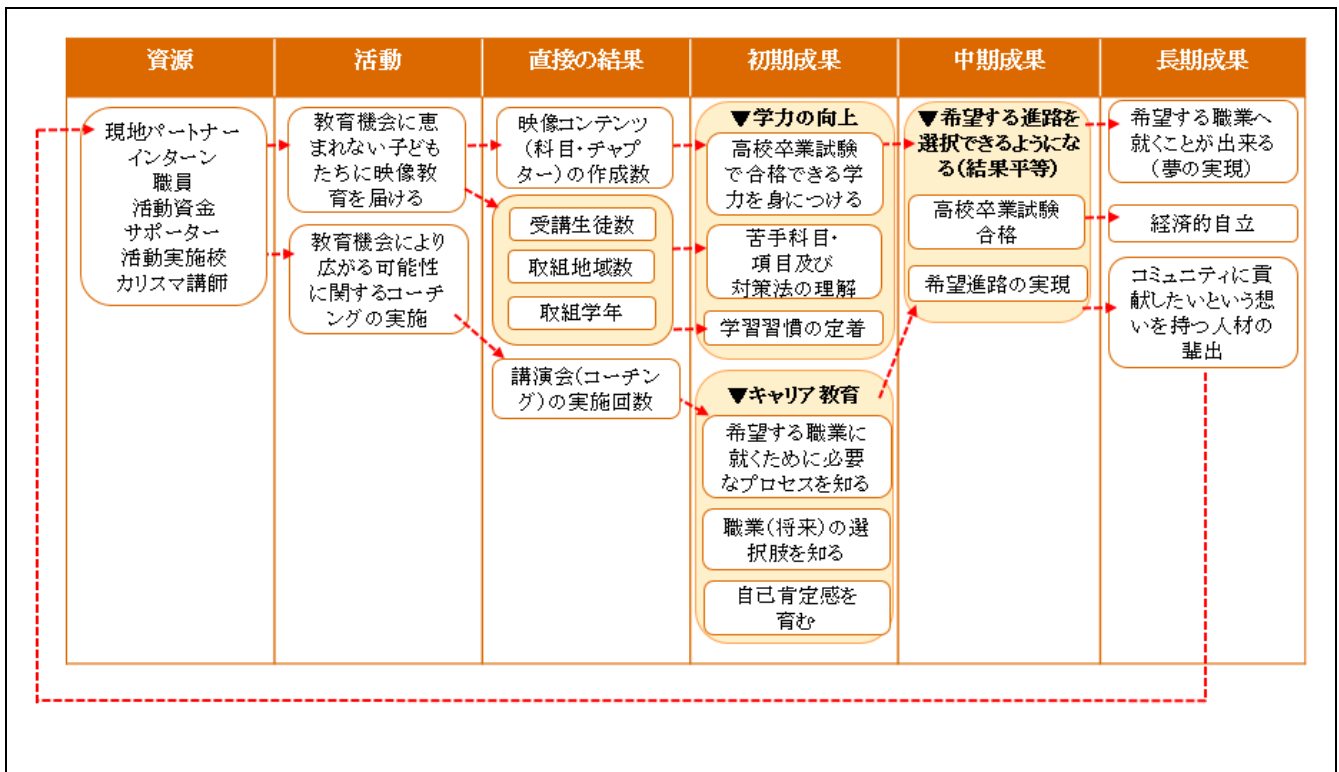 資源
活動
直接の結果
初期成果
中期成果
長期成果
現地パートナー
インターン
職員
活動資金
サポーター
活動実施校
カリスマ講師
教育機会に恵
まれない子ども
たちに映像教
育を届ける
教育機会により
広がる可能性
に関するコーチ
ングの実施
映像コンテンツ
(科目・チャプ
ター)の作成数
受講生徒数
取組地域数
取組学年
講演会(コーチン
グ)の実施回数
▼学力の向上
高校卒業試験
で合格できる学
力を身につける
苦手科目・
項目及び
対策法の理解
学習習慣の定着
▼キャリア教育
希望する職業に
就くために必要
なプロセスを知る
職業(将来)の選
択肢を知る
自己肯定感を
育む
▼希望する進路を
選択できるようにな
る(結果平等)
高校卒業試験
合格
希望進路の実現
希望する職業へ
就くことが出来る
(夢の実現)
経済的自立
コミュニティに貢
献したいという想
いを持つ人材の
輩出